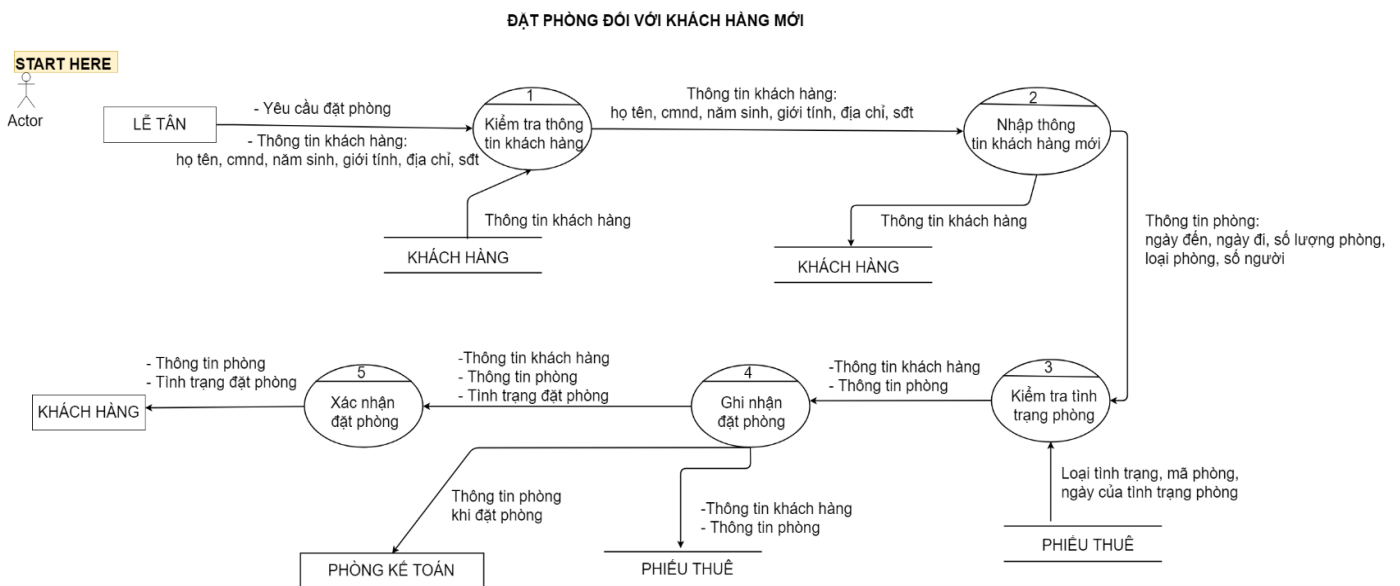 ĐẶT PHÒNG ĐỐI VỚI KHÁCH HÀNG MỚI
START HERE
Actor
LỄ TÂN
- Yêu cầu đặt phòng
- Thông tin khách hàng:
họ tên, cmnd, năm sinh, giới tính, địa chỉ, sđt
1
Kiểm tra thông
tin khách hàng
Thông tin khách hàng:
họ tên, cmnd, năm sinh, giới tính, địa chỉ, sđt
2
Nhập thông
tin khách hàng mới
Thông tin khách hàng
KHÁCH HÀNG
Thông tin khách hàng
KHÁCH HÀNG
Thông tin phòng:
ngày đến, ngày đi, số lượng phòng,
loại phòng, số người
3
Kiểm tra tình
trạng phòng
Loại tình trạng, mã phòng,
ngày của tình trạng phòng
PHIẾU THUÊ
-Thông tin khách hàng
- Thông tin phòng
4
Ghi nhận
đặt phòng
-Thông tin khách hàng
- Thông tin phòng
PHIẾU THUÊ
Thông tin phòng
khi đặt phòng
PHÒNG KẾ TOÁN
-Thông tin khách hàng
- Thông tin phòng
- Tình trạng đặt phòng
5
Xác nhận
đặt phòng
- Thông tin phòng
- Tình trạng đặt phòng
KHÁCH HÀNG